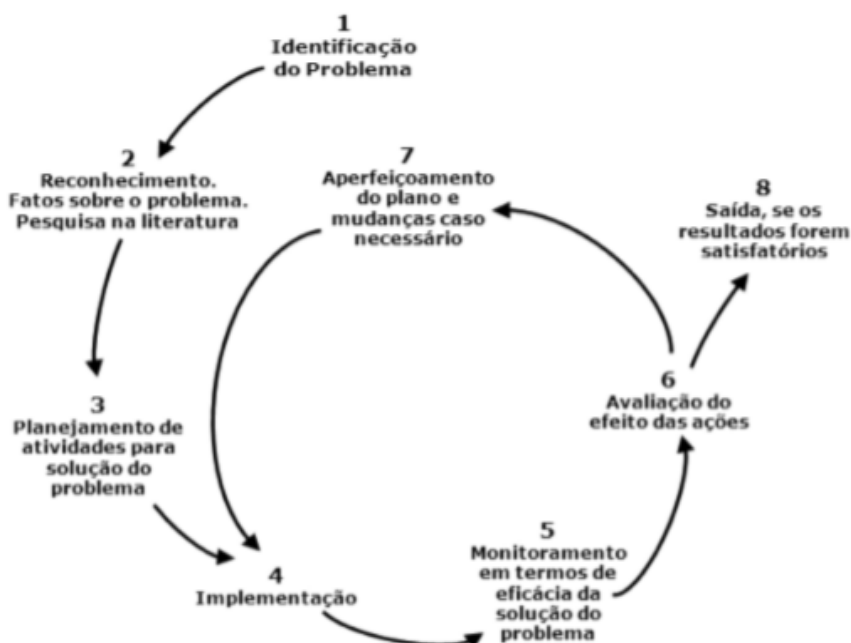 1
Identificação
do Problema
2
Reconhecimento.
Fatos sobre o problema.
Pesquisa na literatura
3
Planejamento de
atividades para
solução do
problema
4
Implementação
5
Monitoramento
em termos de
eficácia da
solução do
problema
6
Avaliação do
efeito das ações
7
Aperfeiçoamento
do plano e
mudanças caso
necessário
8
Saída, se os
resultados forem
satisfatórios